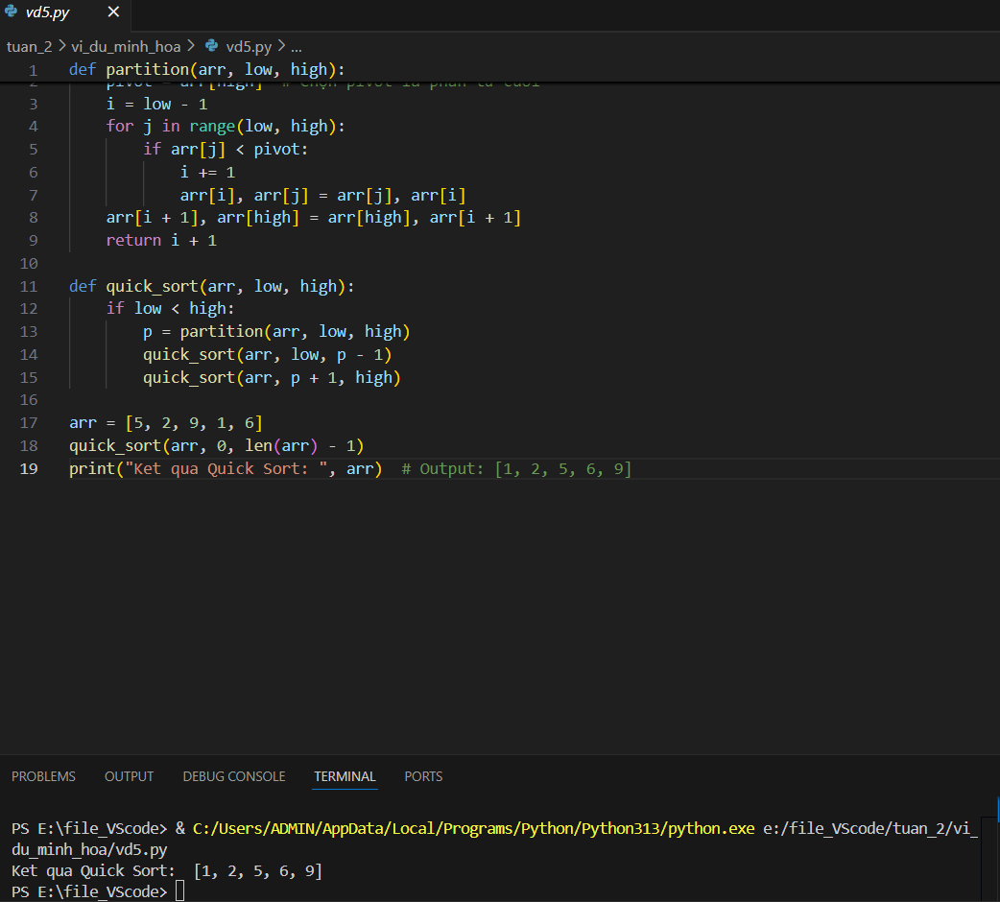 vd5.py
tuan_2 > vi_du_minh_hoa > vd5.py > ...
1 def partition(arr, low, high):
2 pivot = arr[high] # Chọn pivot là phần tử cuối
3 i = low - 1
4 for j in range(low, high):
5 if arr[j] < pivot:
6 i += 1
7 arr[i], arr[j] = arr[j], arr[i]
8 arr[i + 1], arr[high] = arr[high], arr[i + 1]
9 return i + 1
10
11 def quick_sort(arr, low, high):
12 if low < high:
13 p = partition(arr, low, high)
14 quick_sort(arr, low, p - 1)
15 quick_sort(arr, p + 1, high)
16
17 arr = [5, 2, 9, 1, 6]
18 quick_sort(arr, 0, len(arr) - 1)
19 print("Ket qua Quick Sort: ", arr) # Output: [1, 2, 5, 6, 9]
PROBLEMS OUTPUT DEBUG CONSOLE TERMINAL PORTS
PS E:\file_VScode> & C:/Users/ADMIN/AppData/Local/Programs/Python/Python313/python.exe e:/file_VScode/tuan_2/vi_
du_minh_hoa/vd5.py
Ket qua Quick Sort:  [1, 2, 5, 6, 9]
PS E:\file_VScode>